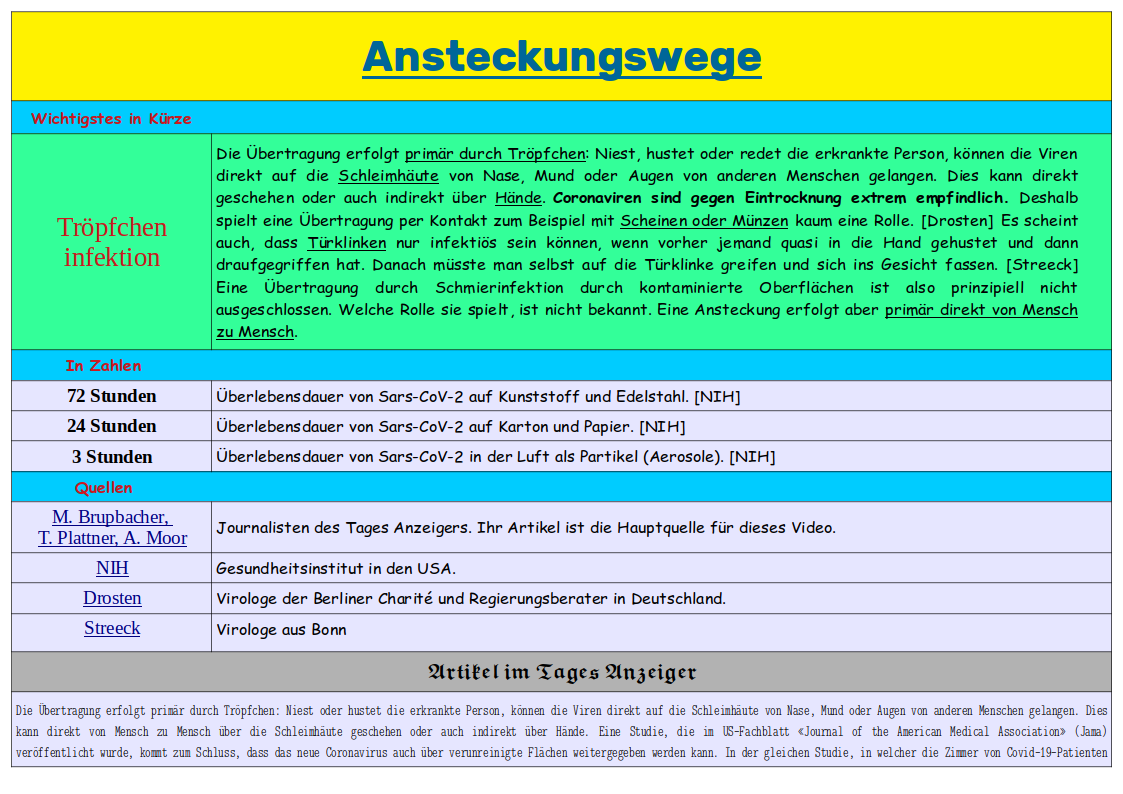 Ansteckungswege
Wichtigstes in Kürze
Tröpfchen
infektion
Die Übertragung erfolgt primär durch Tröpfchen: Niest, hustet oder redet die erkrankte Person, können die Viren
direkt auf die Schleimhäute von Nase, Mund oder Augen von anderen Menschen gelangen. Dies kann direkt
geschehen oder auch indirekt über Hände. Coronaviren sind gegen Eintrocknung extrem empfindlich. Deshalb
spielt eine Übertragung per Kontakt zum Beispiel mit Scheinen oder Münzen kaum eine Rolle. [Drosten] Es scheint
auch, dass Türklinken nur infektiös sein können, wenn vorher jemand quasi in die Hand gehustet und dann
draufgegriffen hat. Danach müsste man selbst auf die Türklinke greifen und sich ins Gesicht fassen. [Streeck]
Eine Übertragung durch Schmierinfektion durch kontaminierte Oberflächen ist also prinzipiell nicht
ausgeschlossen. Welche Rolle sie spielt, ist nicht bekannt. Eine Ansteckung erfolgt aber primär direkt von Mensch
zu Mensch.
In Zahlen
72 Stunden Überlebensdauer von Sars-CoV-2 auf Kunststoff und Edelstahl. [NIH]
24 Stunden Überlebensdauer von Sars-CoV-2 auf Karton und Papier. [NIH]
3 Stunden Überlebensdauer von Sars-CoV-2 in der Luft als Partikel (Aerosole). [NIH]
Quellen
M. Brupbacher,
T. Plattner, A. Moor
Journalisten des Tages Anzeigers. Ihr Artikel ist die Hauptquelle für dieses Video.
NIH Gesundheitsinstitut in den USA.
Drosten Virologe der Berliner Charité und Regierungsberater in Deutschland.
Streeck Virologe aus Bonn
Artikel im Tages Anzeiger
Die Übertragung erfolgt primär durch Tröpfchen: Niest oder hustet die erkrankte Person, können die Viren direkt auf die Schleimhäute von Nase, Mund oder Augen von anderen Menschen gelangen. Dies
kann direkt von Mensch zu Mensch über die Schleimhäute geschehen oder auch indirekt über Hände. Eine Studie, die im US-Fachblatt «Journal of the American Medical Association» (Jama)
veröffentlicht wurde, kommt zum Schluss, dass das neue Coronavirus auch über verunreinigte Flächen weitergegeben werden kann. In der gleichen Studie, in welcher die Zimmer von Covid-19-Patienten